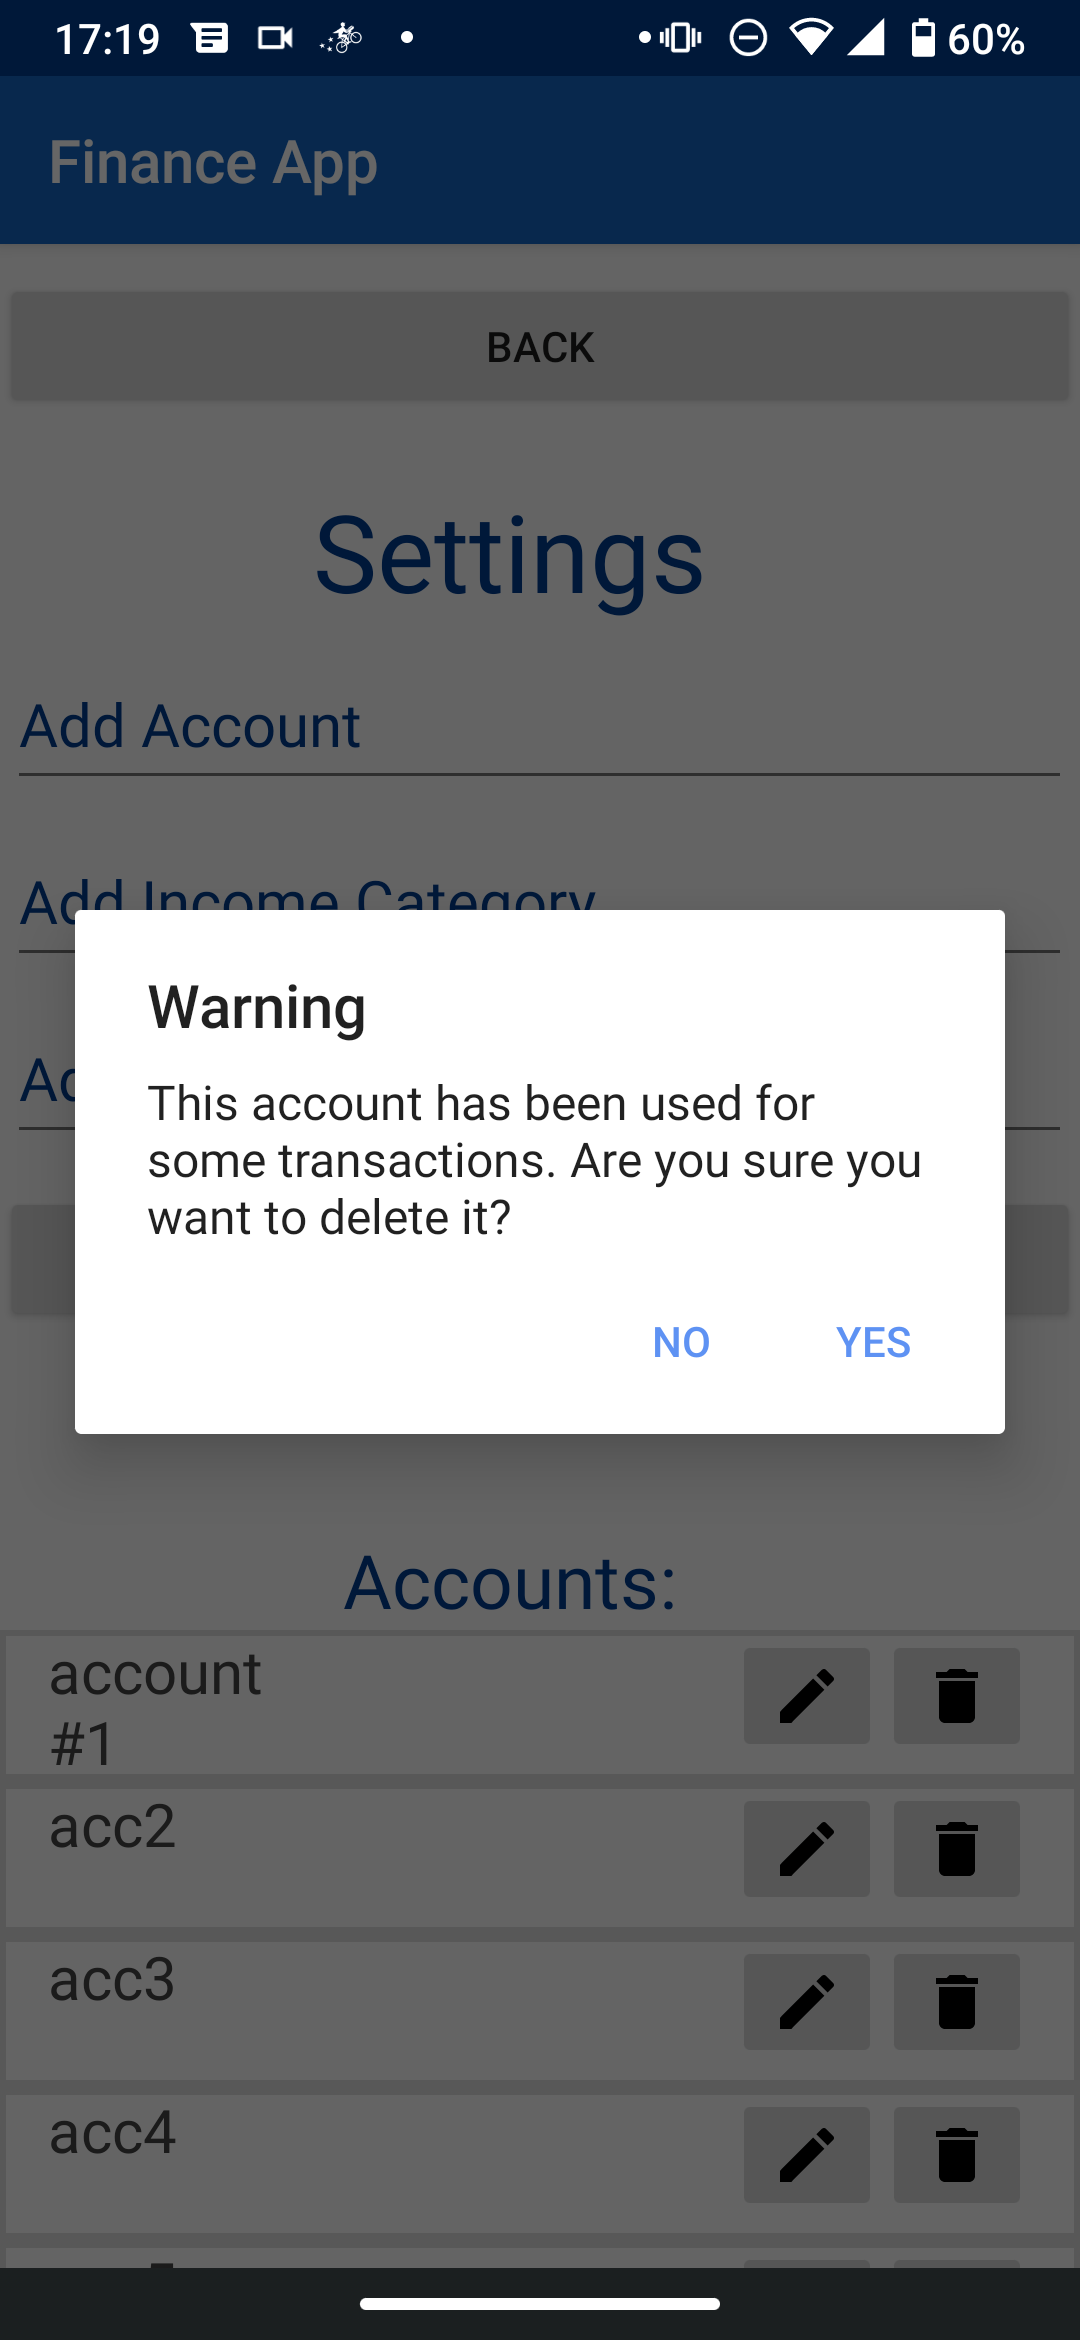 17:19
60%
Finance App
BACK
Settings
Add Account
Add Income Category
Warning
This account has been used for
some transactions. Are you sure you
want to delete it?
NO
YES
Accounts:
account
#1
acc2
acc3
acc4